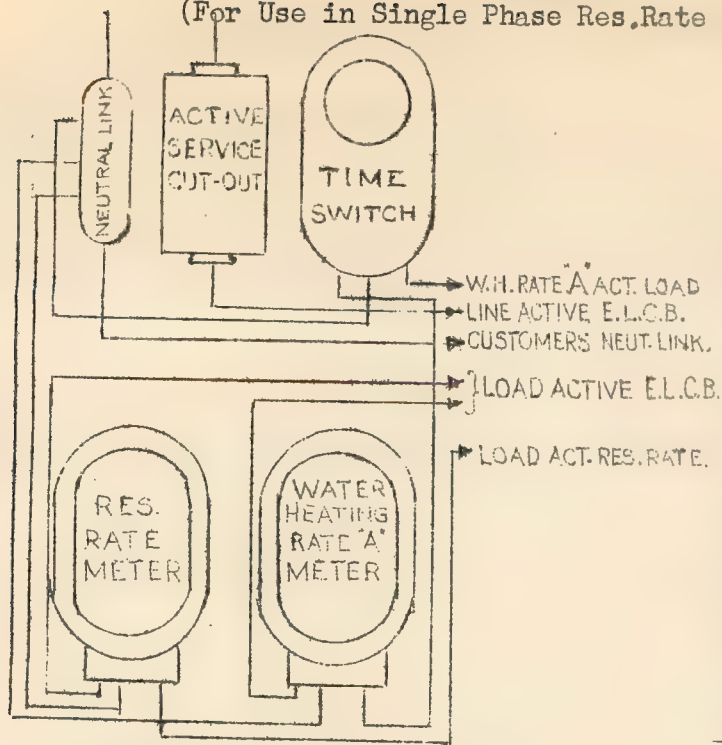 (For Use in Single Phase Res.Rate
NEUTRAL LINK
ACTIVE
SERVICE
CUT-OUT
TIME
SWITCH
W.H. RATE "A" ACT. LOAD
LINE ACTIVE E.L.C.B.
CUSTOMERS NEUT. LINK.
LOAD ACTIVE E.L.C.B.
LOAD ACT. RES. RATE.
RES.
RATE
METER
WATER
HEATING
RATE "A"
METER